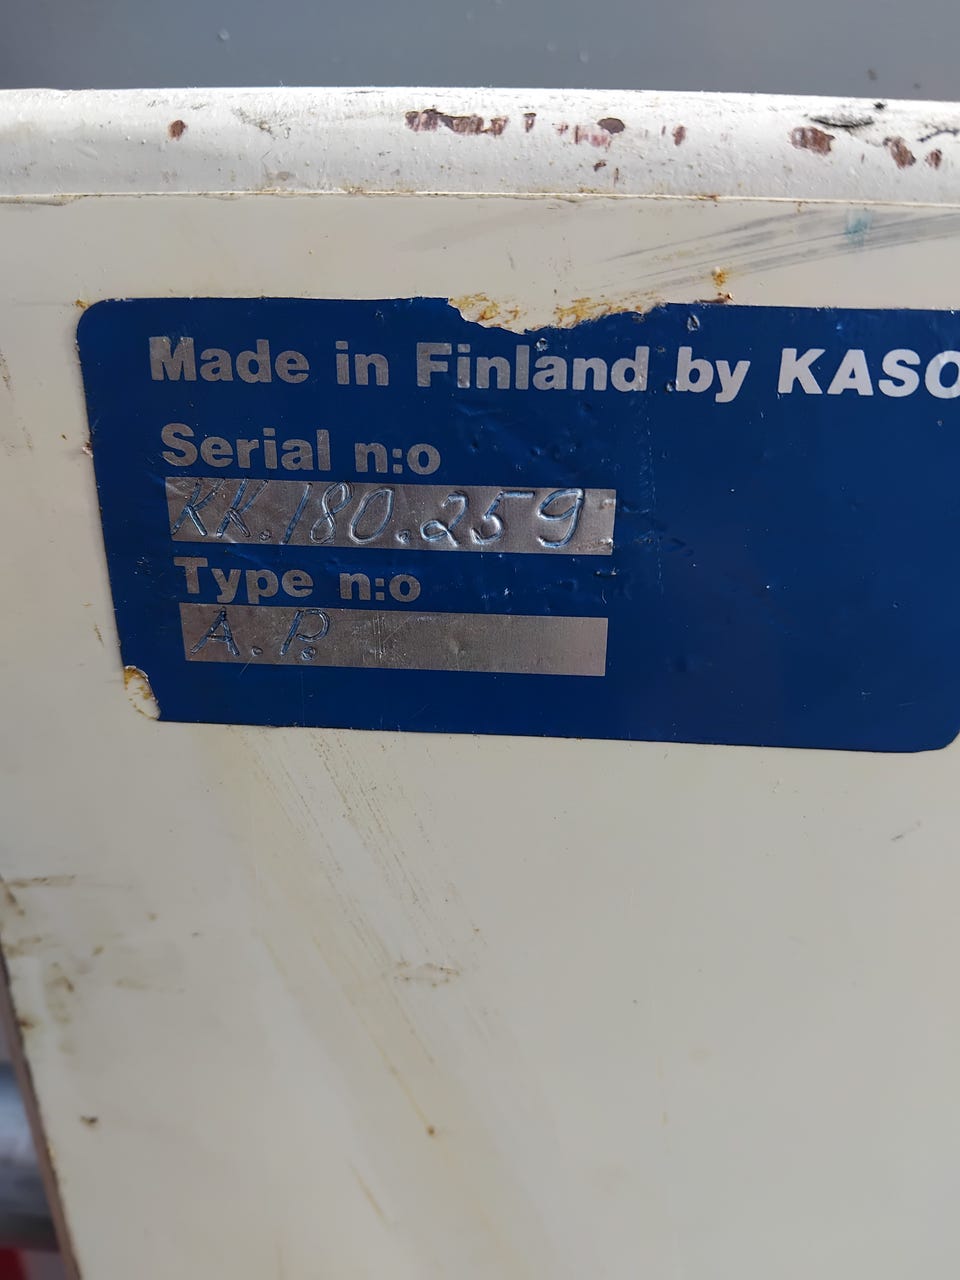 Made in Finland by KASO
Serial n:o
KK.180.259
Type n:o
A.P.